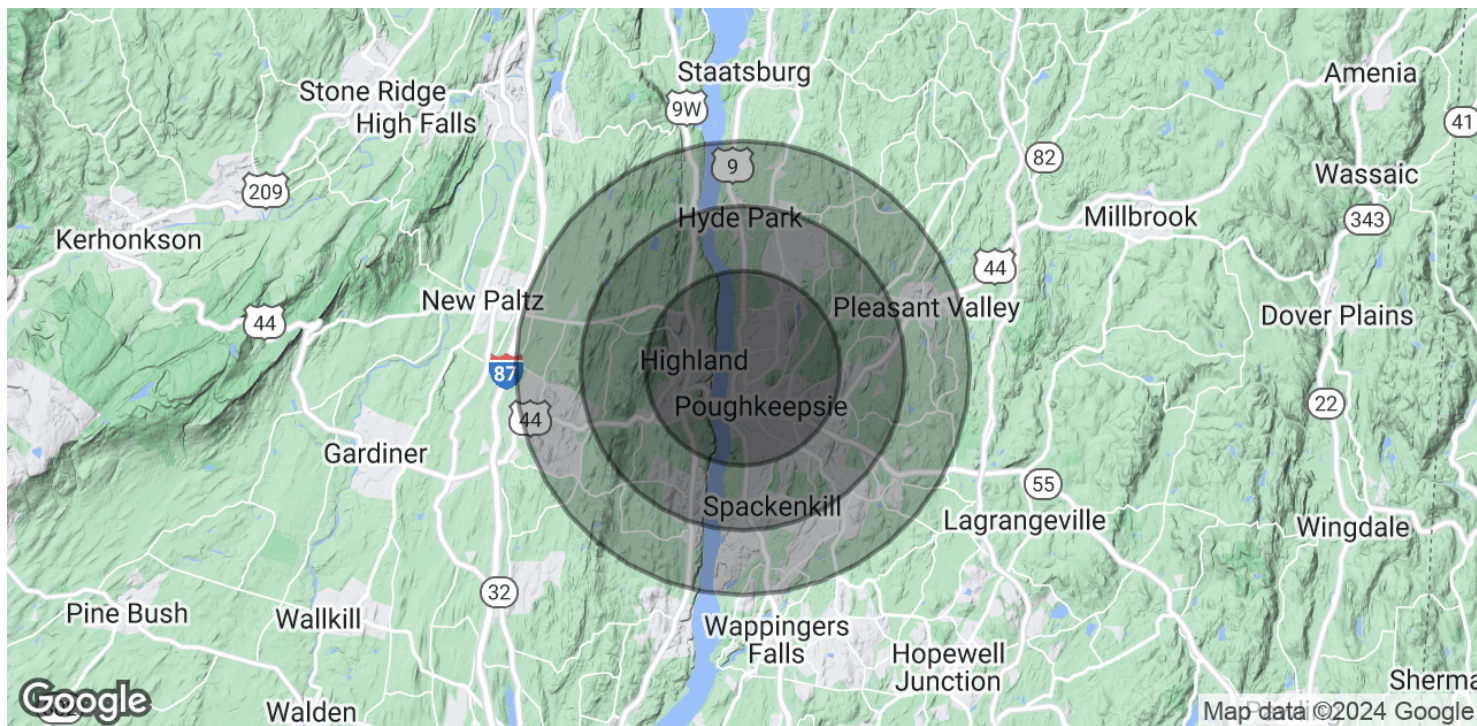 Staatsburg
Amenia
Stone Ridge
9W
High Falls
41
82
9
Wassaic
209
Hyde Park
Millbrook
343
Kerhonkson
44
New Paltz
Pleasant Valley
44
Dover Plains
Highland
87
Poughkeepsie
22
44
Gardiner
55
Spackenkill
Lagrangeville
Wingdale
32
Pine Bush
Wallkill
Wappingers
Falls
Hopewell
Junction
Sherma
Google
Walden
Map data ©2024 Google